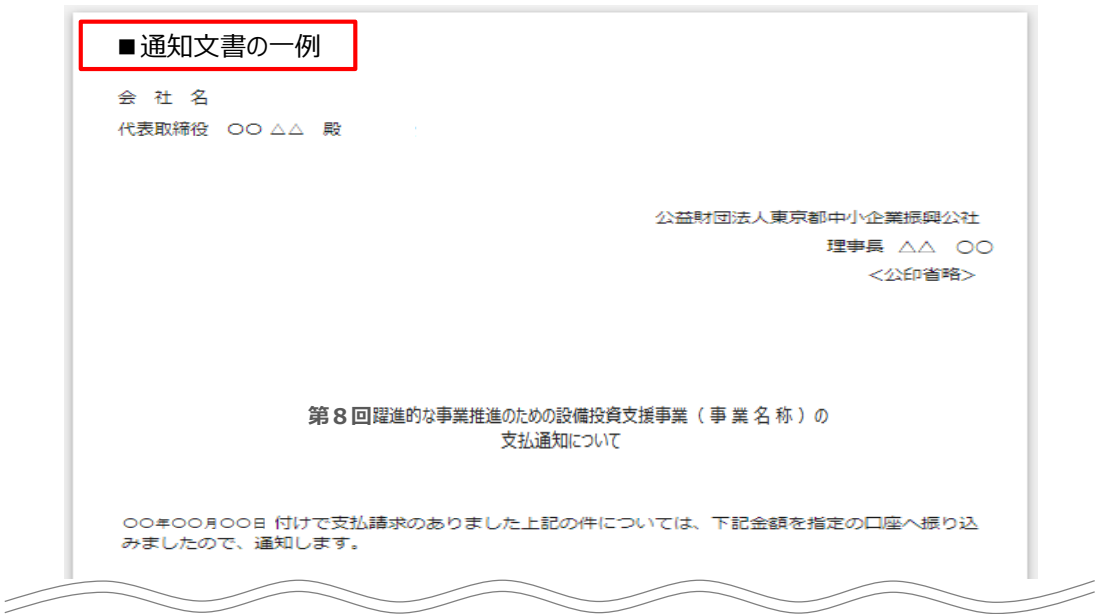 ■通知文書の一例
会 社 名
代表取締役 〇〇 △△ 殿
公益財団法人東京都中小企業振興公社
理事長 △△ 〇〇
<公印省略>
第８回躍進的な事業推進のための設備投資支援事業（事業名称）の
支払通知について
〇〇年〇〇月〇〇日 付けで支払請求のありました上記の件については、下記金額を指定の口座へ振り込
みましたので、通知します。